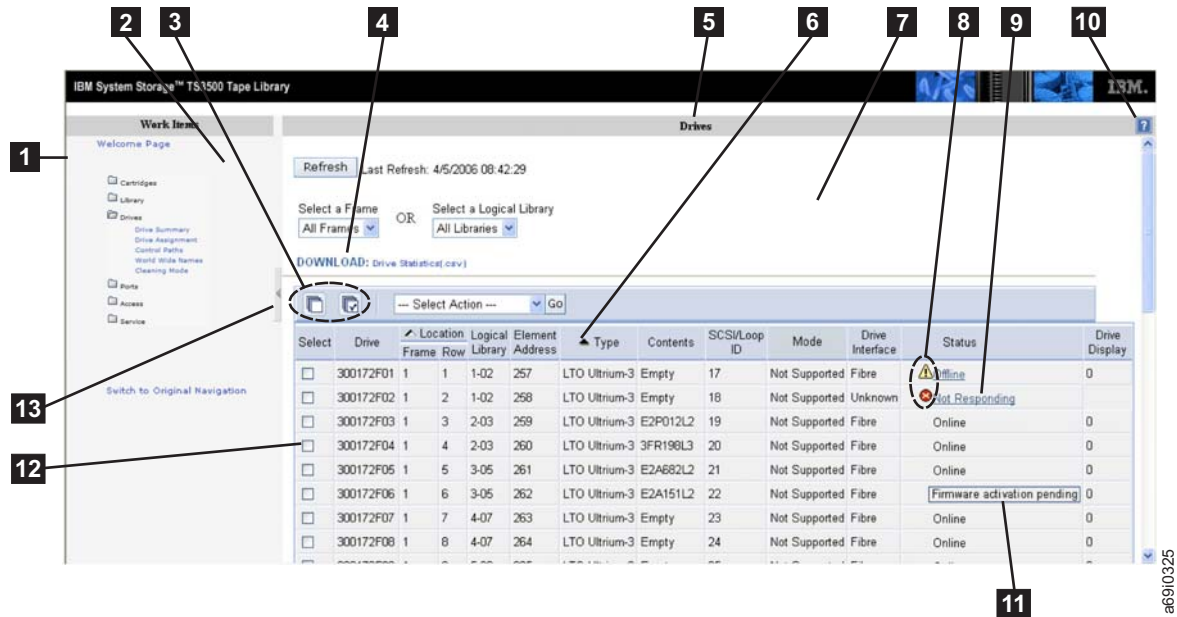 2 3 4 5 6 7 8 9 10
IBM System Storage™ TS3500 Tape Library
IBM.
Work Items
Drives
?
1
Welcome Page
Cartridges
Library
Drives
Drive Summary
Drive Assignment
Control Paths
World Wide Names
Cleaning Mode
Ports
Access
Service
Switch to Original Navigation
13
12
Refresh Last Refresh: 4/5/2006 08:42:29
Select a Frame OR Select a Logical Library
All Frames All Libraries
DOWNLOAD: Drive Statistics(.csv)
--- Select Action --- Go
Select Drive Location Frame Row Logical Library Element Address Type Contents SCSI/Loop ID Mode Drive Interface Status Drive Display
300172F01 1 1 1-02 257 LTO Ultrium-3 Empty 17 Not Supported Fibre Offline 0
300172F02 1 2 1-02 258 LTO Ultrium-3 Empty 18 Not Supported Unknown Not Responding
300172F03 1 3 2-03 259 LTO Ultrium-3 E2P012L2 19 Not Supported Fibre Online 0
300172F04 1 4 2-03 260 LTO Ultrium-3 3FR198L3 20 Not Supported Fibre Online 0
300172F05 1 5 3-05 261 LTO Ultrium-3 E2A682L2 21 Not Supported Fibre Online 0
300172F06 1 6 3-05 262 LTO Ultrium-3 E2A151L2 22 Not Supported Fibre Firmware activation pending 0
300172F07 1 7 4-07 263 LTO Ultrium-3 Empty 23 Not Supported Fibre Online 0
300172F08 1 8 4-07 264 LTO Ultrium-3 Empty 24 Not Supported Fibre Online 0
11
a69i0325